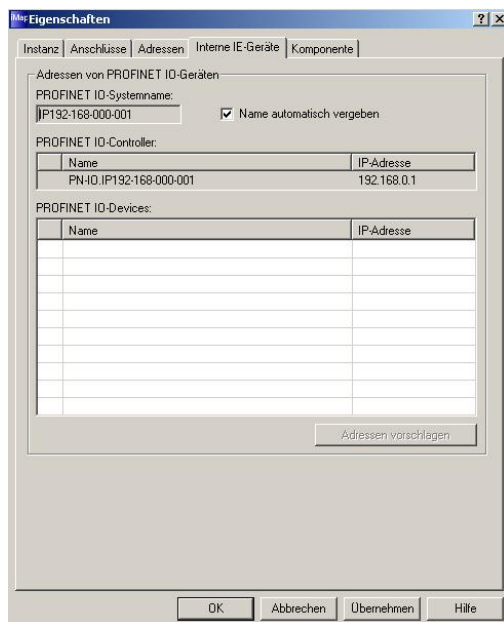 iMap Eigenschaften
Instanz Anschlüsse Adressen Interne IE-Geräte Komponente
Adressen von PROFINET IO-Geräten
PROFINET IO-Systemname:
IP192-168-000-001
Name automatisch vergeben
PROFINET IO-Controller:
Name IP-Adresse
PN-IO.IP192-168-000-001 192.168.0.1
PROFINET IO-Devices:
Name IP-Adresse
Adressen vorschlagen
OK Abbrechen Übernehmen Hilfe